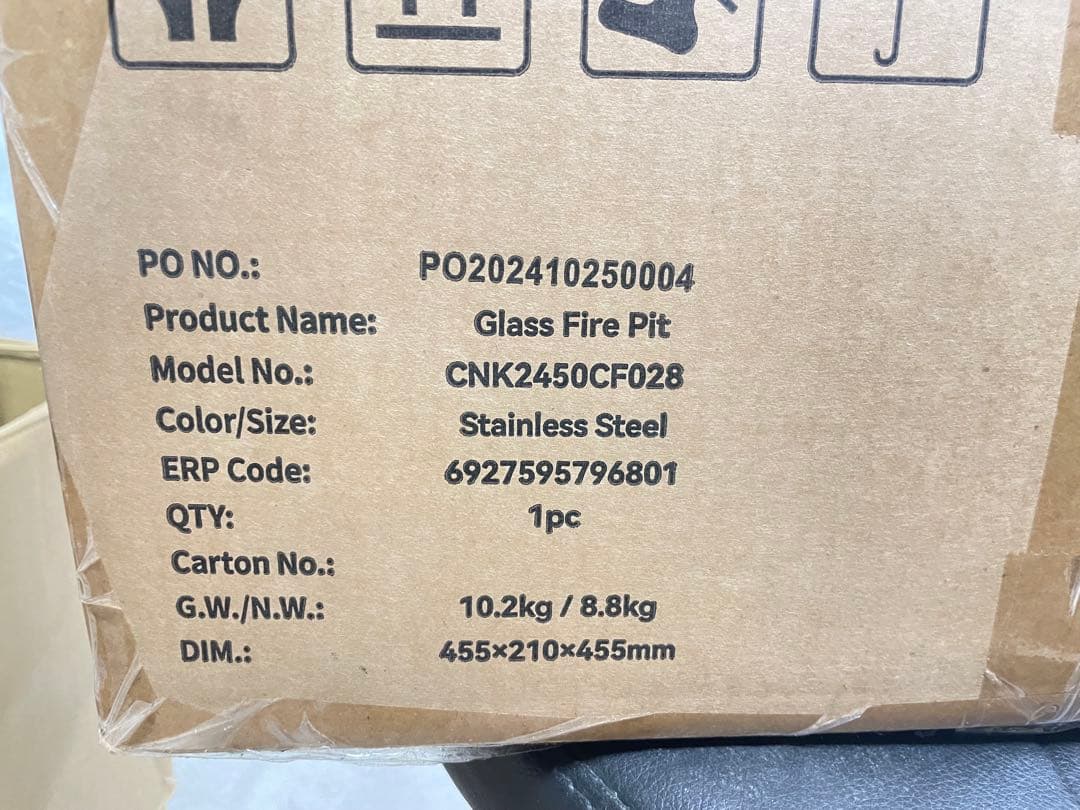 PO NO.: PO202410250004
Product Name: Glass Fire Pit
Model No.: CNK2450CF028
Color/Size: Stainless Steel
ERP Code: 6927595796801
QTY: 1pc
Carton No.:
G.W./N.W.: 10.2kg / 8.8kg
DIM.: 455×210×455mm